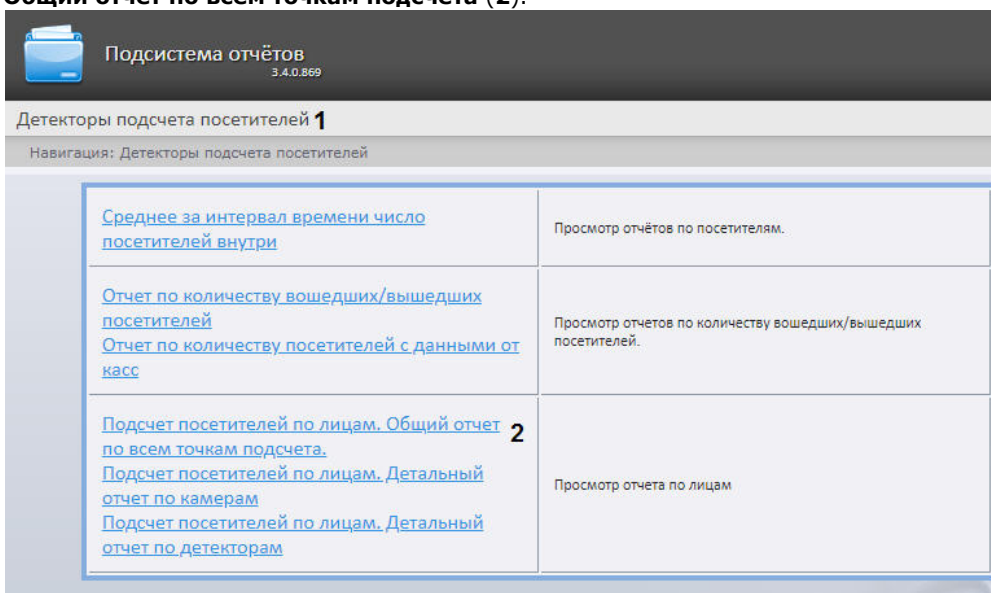 Общий отчет по всем точкам подсчета (2).
Подсистема отчётов
3.4.0.869
Детекторы подсчета посетителей 1
Навигация: Детекторы подсчета посетителей
Среднее за интервал времени число
посетителей внутри
Просмотр отчётов по посетителям.
Отчет по количеству вошедших/вышедших
посетителей
Отчет по количеству посетителей с данными от
касс
Просмотр отчетов по количеству вошедших/вышедших
посетителей.
Подсчет посетителей по лицам. Общий отчет 2
по всем точкам подсчета.
Подсчет посетителей по лицам. Детальный
отчет по камерам
Подсчет посетителей по лицам. Детальный
отчет по детекторам
Просмотр отчета по лицам